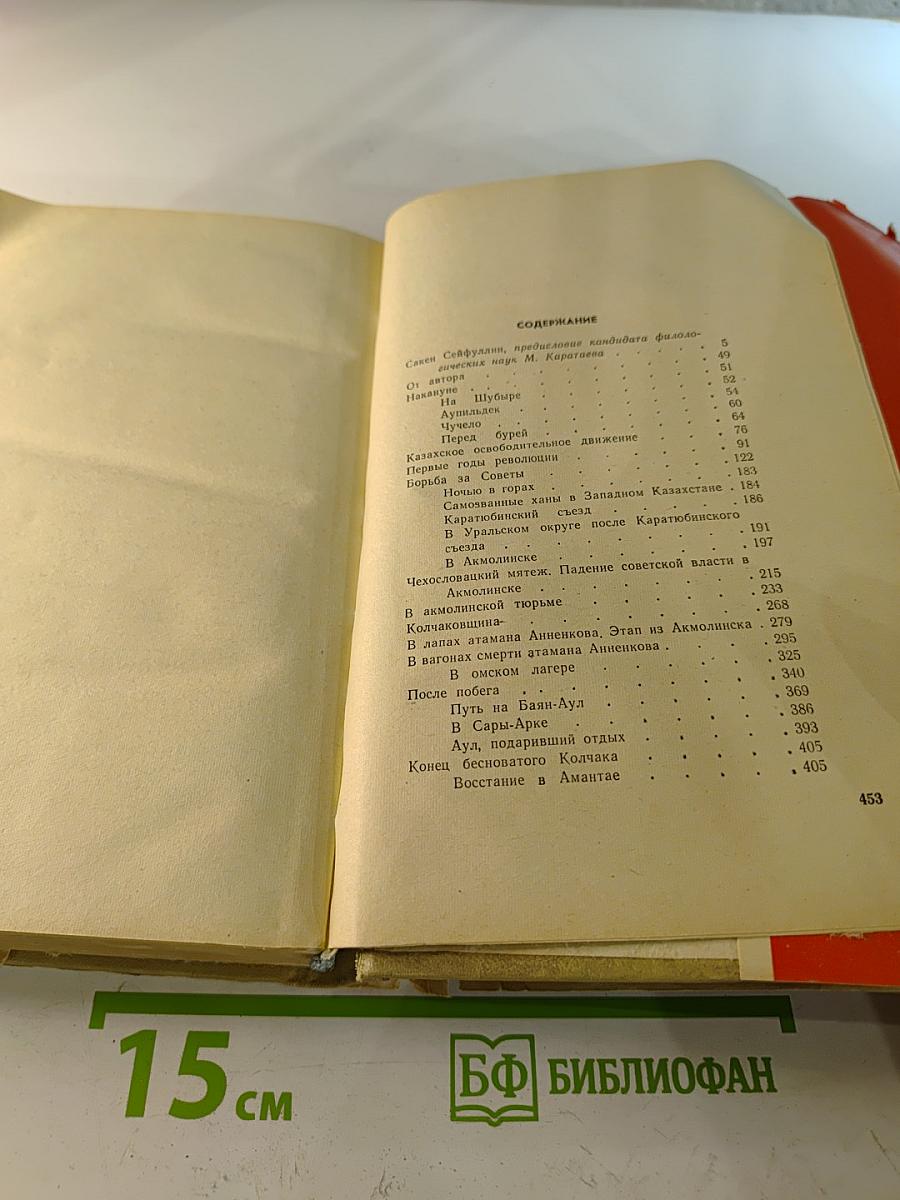 СОДЕРЖАНИЕ
Сакен Сейфуллин, предисловие кандидата филоло-
гических наук М. Каратаева . . . . . 5
От автора . . . . . . . . . 49
Накануне . . . . . . . . . 51
На Шубыре . . . . . . . . 52
Аупильдек . . . . . . . . 54
Чучело . . . . . . . . . 60
Перед бурей . . . . . . . . 64
Казахское освободительное движение . . . 76
Первые годы революции . . . . . . 91
Борьба за Советы . . . . . . . 122
Ночью в горах . . . . . . . 183
Самозванные ханы в Западном Казахстане . 184
Каратюбинский съезд . . . . . 186
В Уральском округе после Каратюбинского
съезда . . . . . . . . . 191
В Акмолинске . . . . . . . 197
Чехословацкий мятеж. Падение советской власти в
Акмолинске . . . . . . . . 215
В акмолинской тюрьме . . . . . . 233
Колчаковщина . . . . . . . . 268
В лапах атамана Анненкова. Этап из Акмолинска . 279
В вагонах смерти атамана Анненкова . . . . 295
В омском лагере . . . . . . 325
После побега . . . . . . . . 340
Путь на Баян-Аул . . . . . . 369
В Сары-Арке . . . . . . . 386
Аул, подаривший отдых . . . . . 393
Конец бесноватого Колчака . . . . . 405
Восстание в Амантае . . . . . 405
453
15 см
БФ БИБЛИОФАН